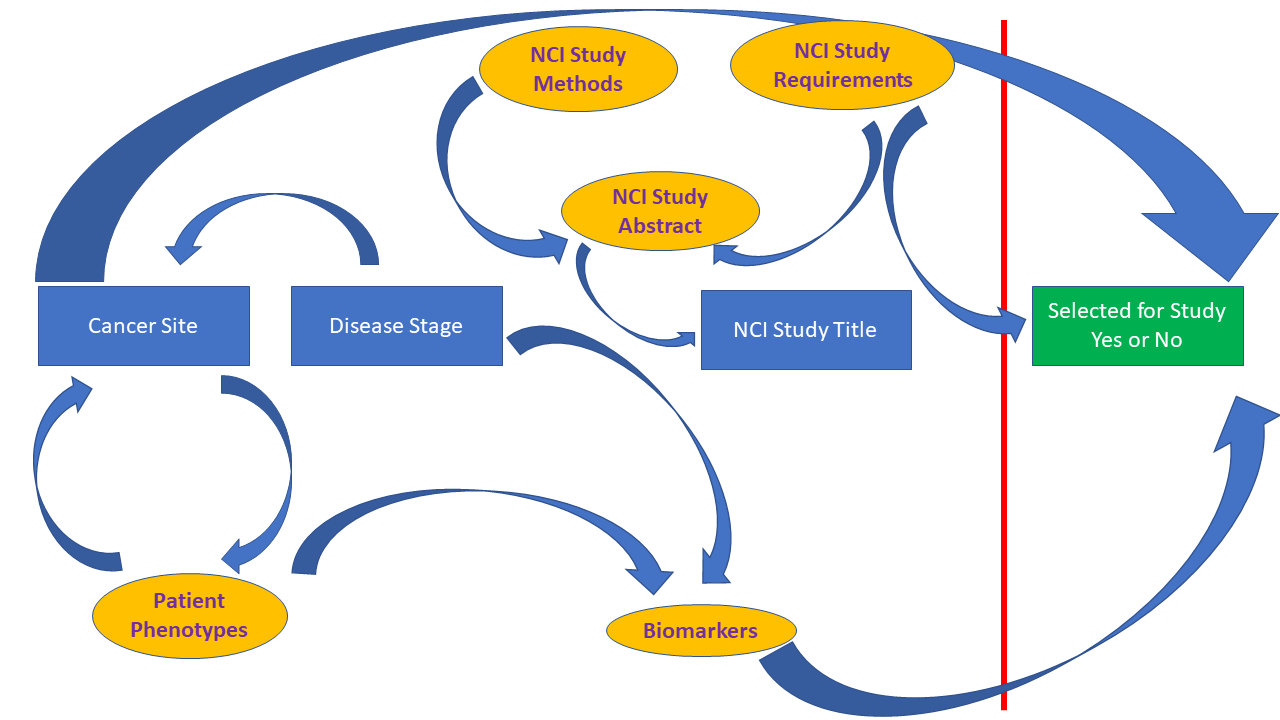 NCI Study
Methods
NCI Study
Requirements
NCI Study
Abstract
Cancer Site
Disease Stage
NCI Study Title
Selected for Study
Yes or No
Patient
Phenotypes
Biomarkers